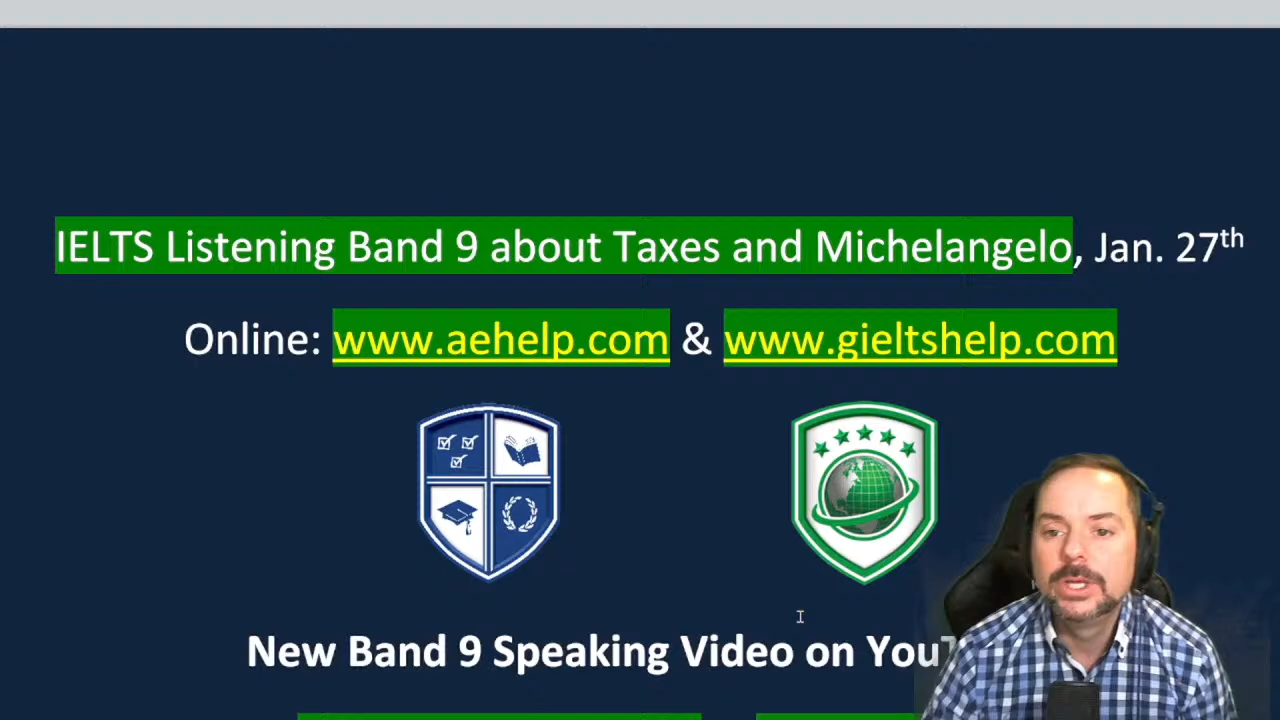 IELTS Listening Band 9 about Taxes and Michelangelo, Jan. 27th
Online: www.aehelp.com & www.gieltshelp.com
New Band 9 Speaking Video on